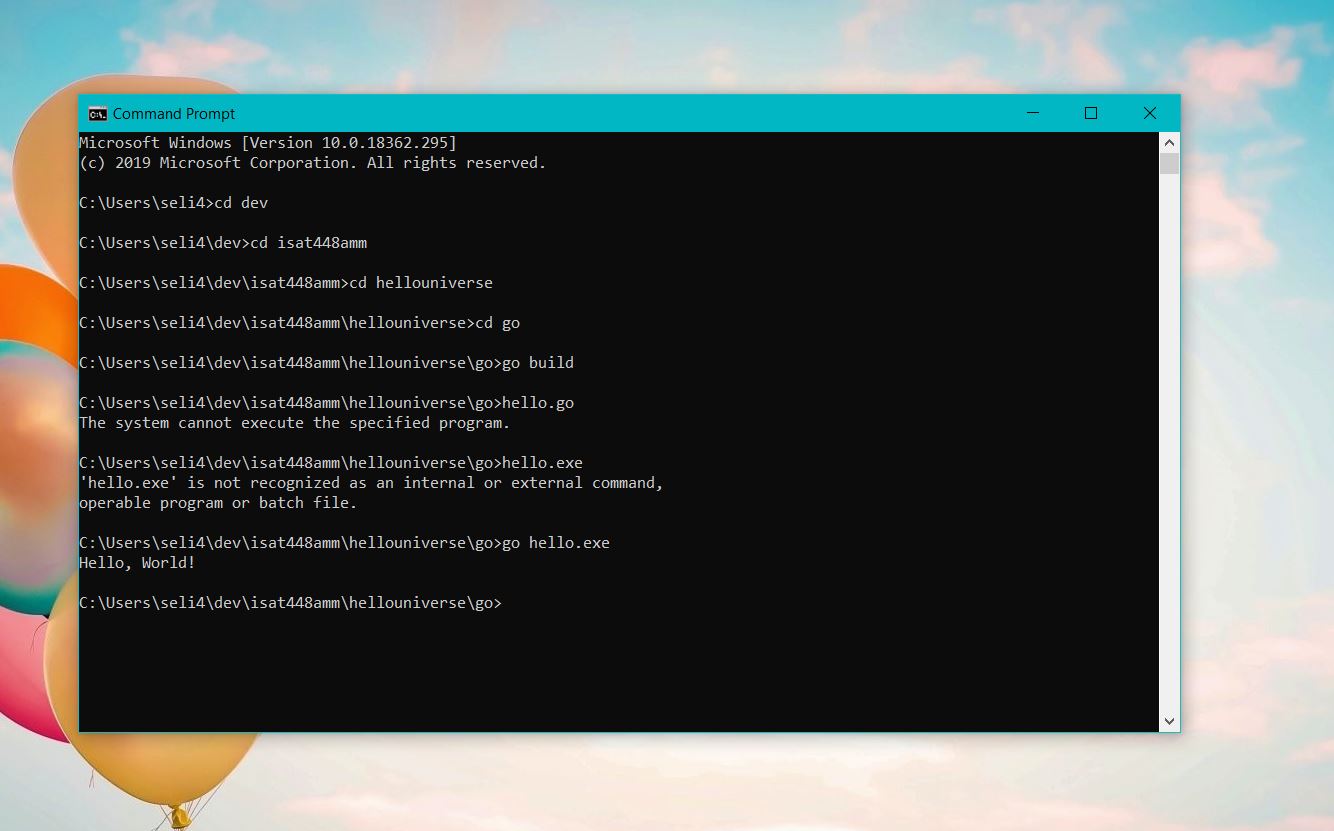 Command Prompt
Microsoft Windows [Version 10.0.18362.295]
(c) 2019 Microsoft Corporation. All rights reserved.
C:\Users\seli4>cd dev
C:\Users\seli4\dev>cd isat448amm
C:\Users\seli4\dev\isat448amm>cd hellouniverse
C:\Users\seli4\dev\isat448amm\hellouniverse>cd go
C:\Users\seli4\dev\isat448amm\hellouniverse\go>go build
C:\Users\seli4\dev\isat448amm\hellouniverse\go>hello.go
The system cannot execute the specified program.
C:\Users\seli4\dev\isat448amm\hellouniverse\go>hello.exe
'hello.exe' is not recognized as an internal or external command,
operable program or batch file.
C:\Users\seli4\dev\isat448amm\hellouniverse\go>go hello.exe
Hello, World!
C:\Users\seli4\dev\isat448amm\hellouniverse\go>